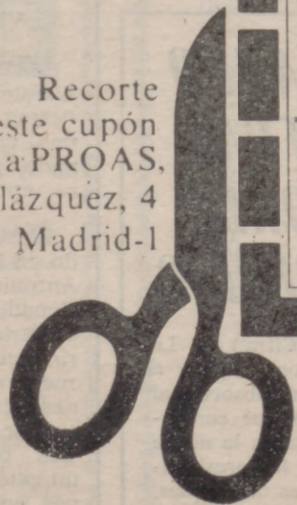 Recorte
este cupón
a PROAS,
lázquez, 4
Madrid-1